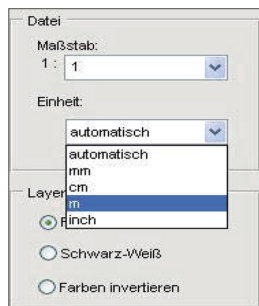 Datei
Maßstab:
1 : 1
Einheit:
automatisch
automatisch
mm
cm
m
inch
Layer
F
Schwarz-Weiß
Farben invertieren